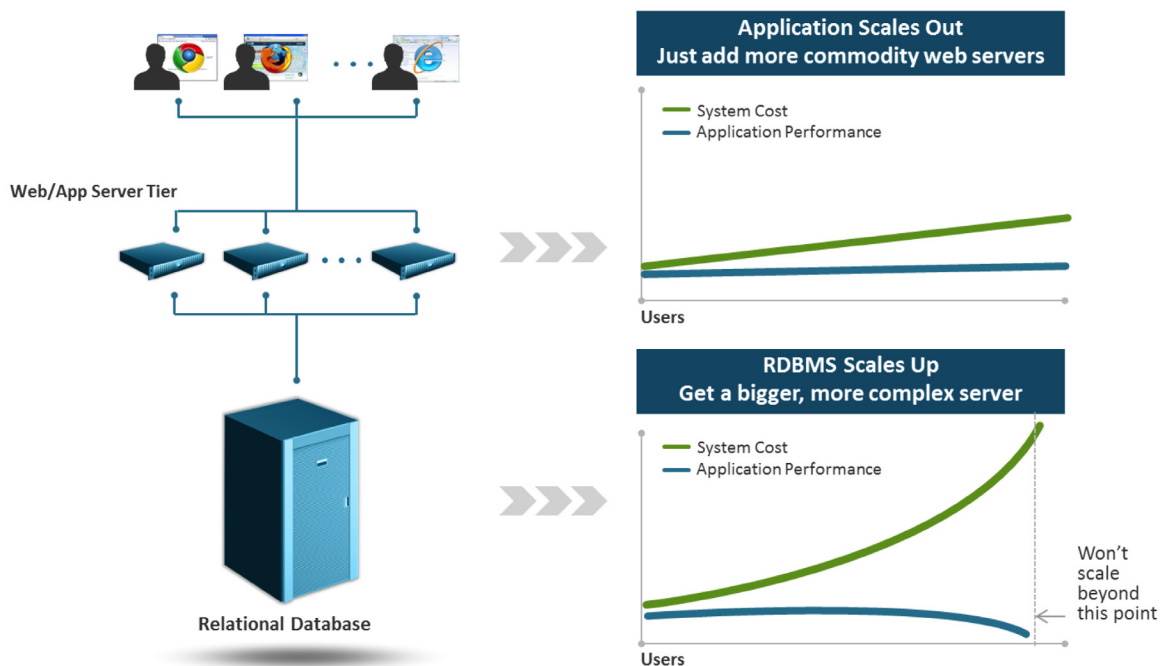 Application Scales Out
Just add more commodity web servers
System Cost
Application Performance
Web/App Server Tier
Users
RDBMS Scales Up
Get a bigger, more complex server
System Cost
Application Performance
Won't
scale
beyond
this point
Relational Database
Users